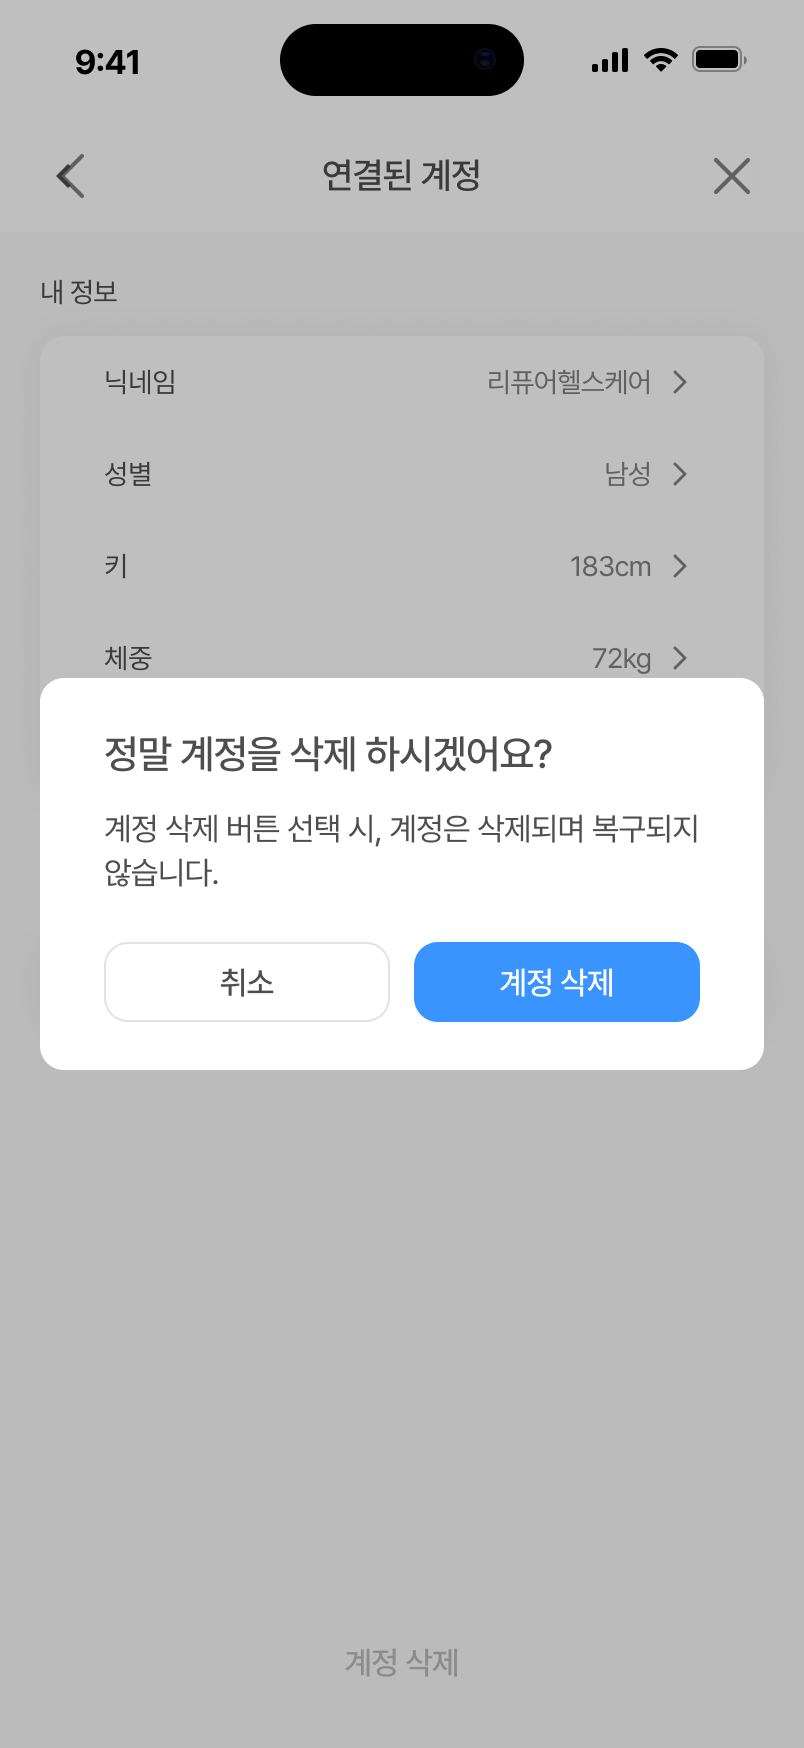 9:41
연결된 계정
내 정보
닉네임 리퓨어헬스케어
성별 남성
키 183cm
체중 72kg
정말 계정을 삭제 하시겠어요?
계정 삭제 버튼 선택 시, 계정은 삭제되며 복구되지
않습니다.
취소 계정 삭제
계정 삭제